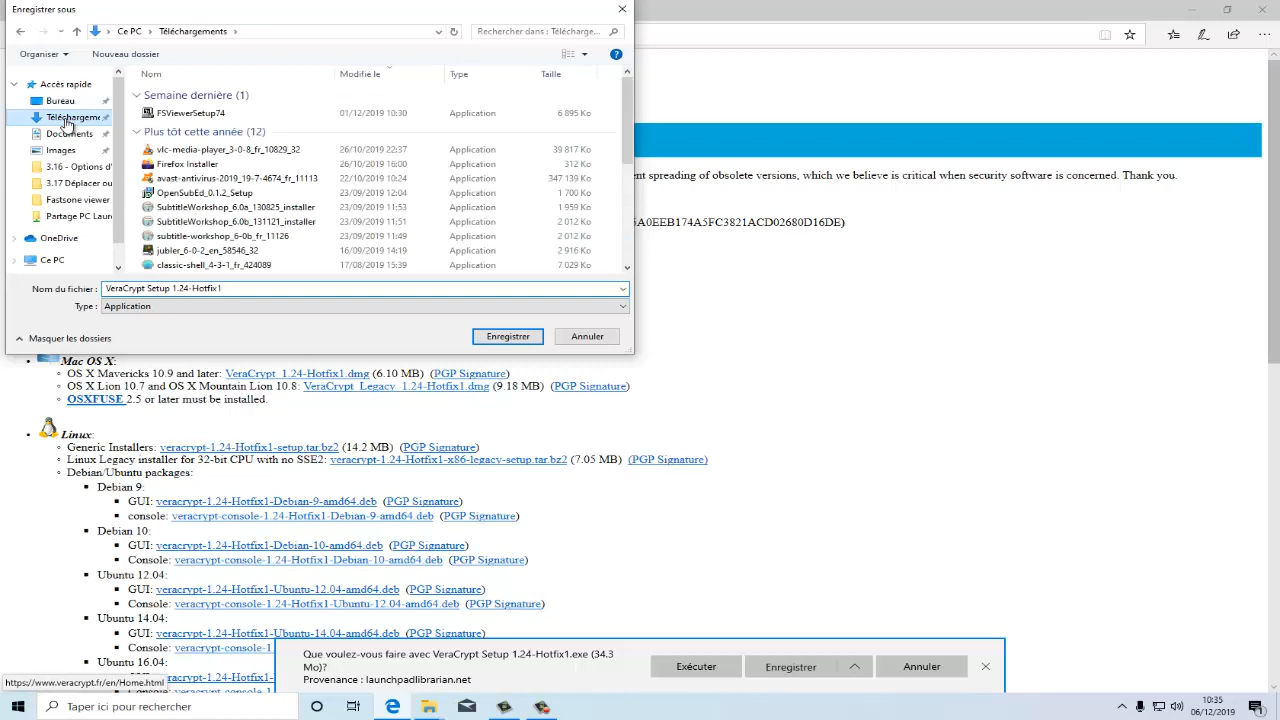 Enregistrer sous
Ce PC > Téléchargements >
Rechercher dans : Télécharge...
Organiser
Nouveau dossier
Nom
Modifié le
Type
Taille
Accès rapide
Bureau
Téléchargeme
Documents
Images
3.16 - Options d'
3.17 Déplacer ou
Fastsone viewer
Partage PC Laure
OneDrive
Ce PC
Semaine dernière (1)
FSViewerSetup74 01/12/2019 10:30 Application 6 895 Ko
Plus tôt cette année (12)
vlc-media-player_3-0-8_fr_10829_32 26/10/2019 22:37 Application 39 817 Ko
Firefox Installer 26/10/2019 16:00 Application 312 Ko
avast-antivirus-2019_19-7-4674_fr_11113 22/10/2019 10:24 Application 347 139 Ko
OpenSubEd_0.1.2_Setup 23/09/2019 12:04 Application 1 700 Ko
SubtitleWorkshop_6.0a_130825_installer 23/09/2019 11:53 Application 1 959 Ko
SubtitleWorkshop_6.0b_131121_installer 23/09/2019 11:51 Application 2 012 Ko
subtitle-workshop_6-0b_fr_11126 23/09/2019 11:49 Application 2 012 Ko
jubler_6-0-2_en_58546_32 16/09/2019 14:19 Application 2 916 Ko
classic-shell_4-3-1_fr_424089 17/08/2019 15:39 Application 7 029 Ko
Nom du fichier : VeraCrypt Setup 1.24-Hotfix1
Type : Application
Masquer les dossiers
Enregistrer
Annuler
ent spreading of obsolete versions, which we believe is critical when security software is concerned. Thank you.
A0EEB174A5FC3821ACD02680D16DE)
Mac OS X:
OS X Mavericks 10.9 and later: VeraCrypt_1.24-Hotfix1.dmg (6.10 MB) (PGP Signature)
OS X Lion 10.7 and OS X Mountain Lion 10.8: VeraCrypt_Legacy_1.24-Hotfix1.dmg (9.18 MB) (PGP Signature)
OSXFUSE 2.5 or later must be installed.
Linux:
Generic Installers: veracrypt-1.24-Hotfix1-setup.tar.bz2 (14.2 MB) (PGP Signature)
Linux Legacy installer for 32-bit CPU with no SSE2: veracrypt-1.24-Hotfix1-x86-legacy-setup.tar.bz2 (7.05 MB) (PGP Signature)
Debian/Ubuntu packages:
Debian 9:
GUI: veracrypt-1.24-Hotfix1-Debian-9-amd64.deb (PGP Signature)
console: veracrypt-console-1.24-Hotfix1-Debian-9-amd64.deb (PGP Signature)
Debian 10:
GUI: veracrypt-1.24-Hotfix1-Debian-10-amd64.deb (PGP Signature)
Console: veracrypt-console-1.24-Hotfix1-Debian-10-amd64.deb (PGP Signature)
Ubuntu 12.04:
GUI: veracrypt-1.24-Hotfix1-Ubuntu-12.04-amd64.deb (PGP Signature)
Console: veracrypt-console-1.24-Hotfix1-Ubuntu-12.04-amd64.deb (PGP Signature)
Ubuntu 14.04:
GUI: veracrypt-1.24-Hotfix1-Ubuntu-14.04-amd64.deb (PGP Signature)
Console: veracrypt-console-1.
Ubuntu 16.04:
Que voulez-vous faire avec VeraCrypt Setup 1.24-Hotfix1.exe (34.3
Mo)?
Provenance : launchpadlibrarian.net
Exécuter
Enregistrer
Annuler
https://www.veracrypt.fr/en/Home.html
Taper ici pour rechercher
10:35
06/12/2019